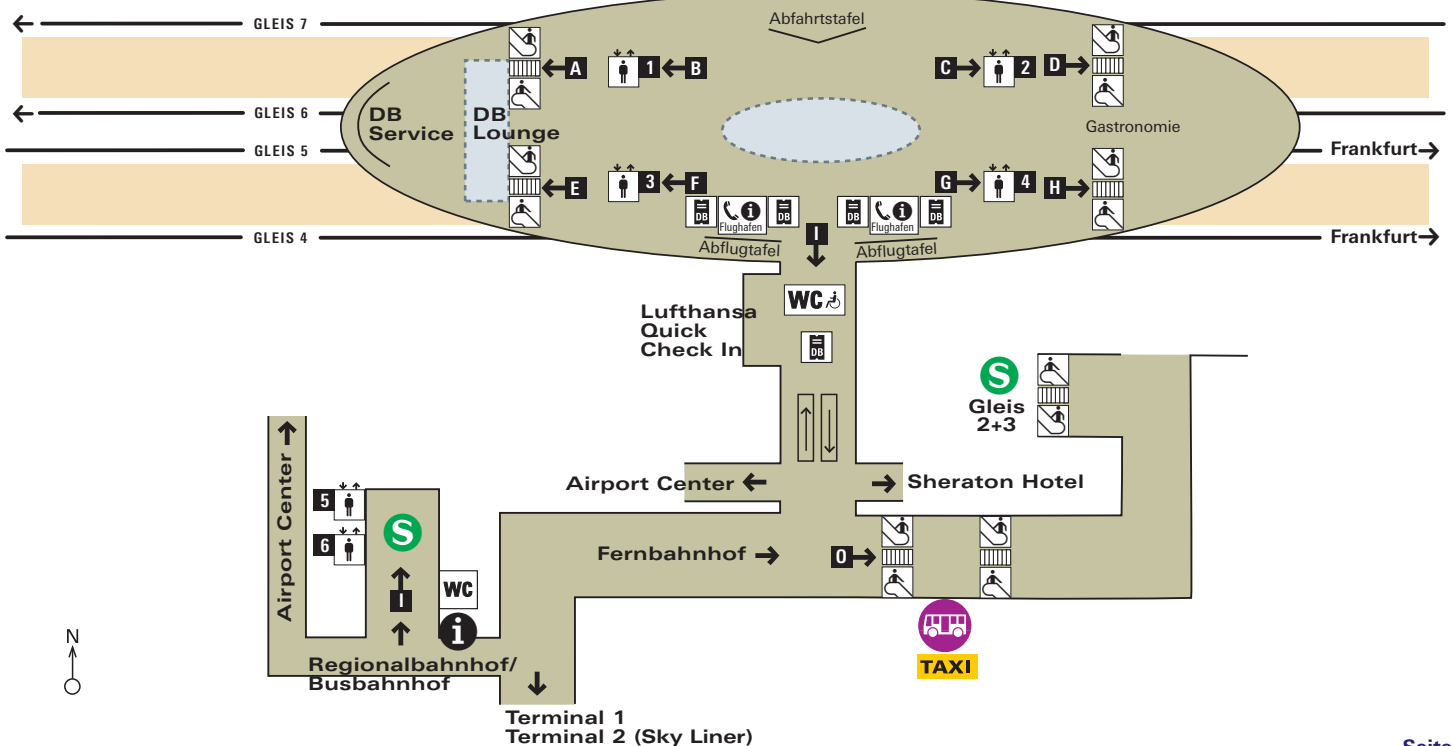 GLEIS 7
Abfahrtstafel
A
1
B
C
2
D
GLEIS 6
DB
Service
DB
Lounge
Gastronomie
GLEIS 5
Frankfurt
E
3
F
G
4
H
DB
Flughafen
DB
DB
Flughafen
DB
GLEIS 4
Abflugtafel
I
Abflugtafel
Frankfurt
WC
Lufthansa
Quick
Check In
DB
S
Gleis
2+3
Airport Center
Sheraton Hotel
Airport Center
5
6
S
Fernbahnhof
0
I
WC
i
TAXI
N
Regionalbahnhof/
Busbahnhof
Terminal 1
Terminal 2 (Sky Liner)
Seite